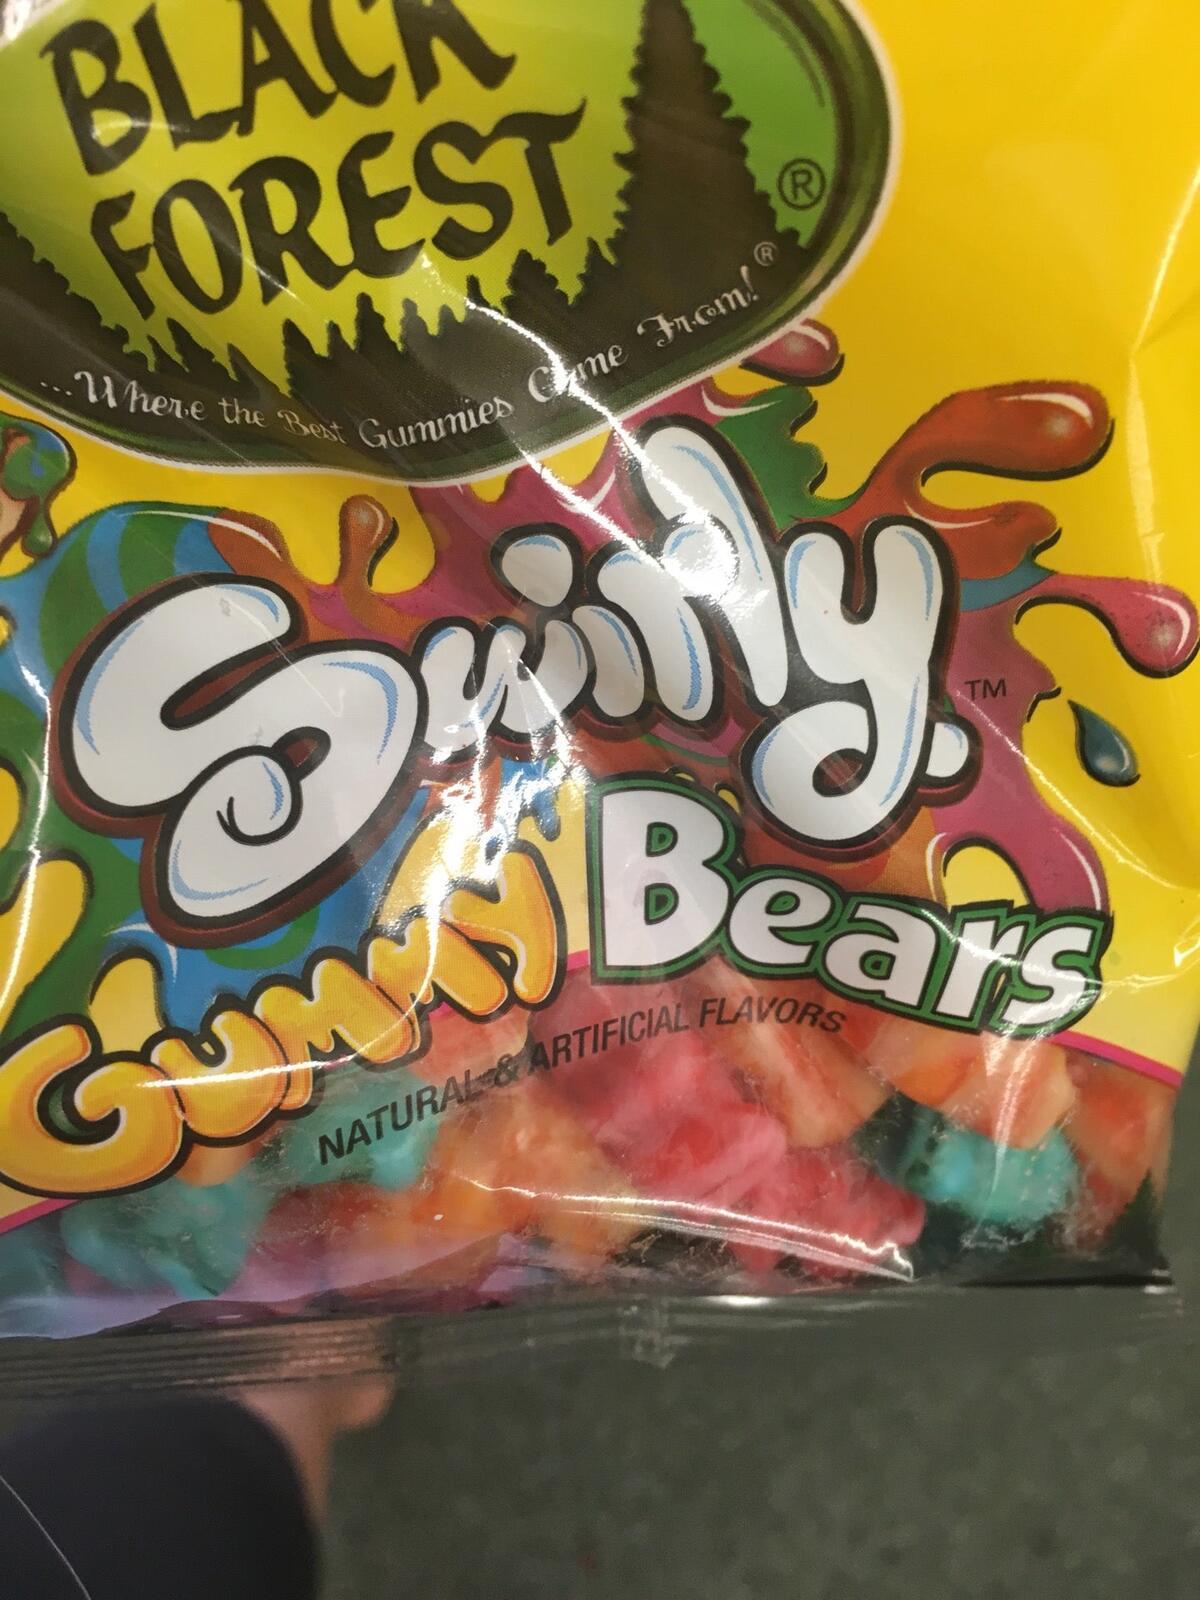 BLACK
FOREST®
...Where the Best Gummies Come From!®
Swirly™
GUMMY
Bears
NATURAL & ARTIFICIAL FLAVORS